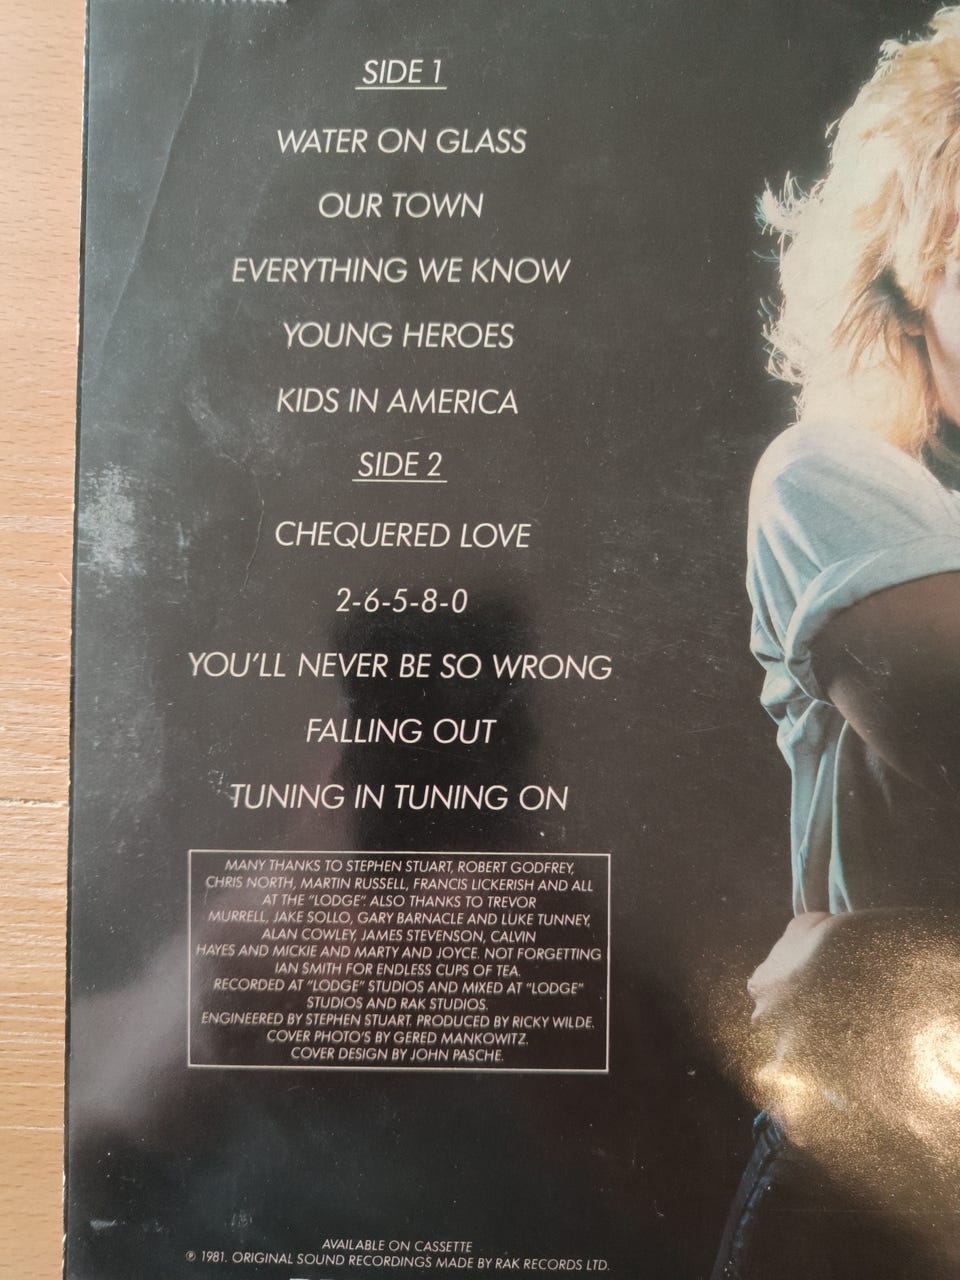 SIDE 1
WATER ON GLASS
OUR TOWN
EVERYTHING WE KNOW
YOUNG HEROES
KIDS IN AMERICA
SIDE 2
CHEQUERED LOVE
2-6-5-8-0
YOU'LL NEVER BE SO WRONG
FALLING OUT
TUNING IN TUNING ON
MANY THANKS TO STEPHEN STUART, ROBERT GODFREY,
CHRIS NORTH, MARTIN RUSSELL, FRANCIS LICKERISH AND ALL
AT THE "LODGE". ALSO THANKS TO TREVOR
MURRELL, JAKE SOLLO, GARY BARNACLE AND LUKE TUNNEY,
ALAN COWLEY, JAMES STEVENSON, CALVIN
HAYES AND MICKIE AND MARTY AND JOYCE. NOT FORGETTING
IAN SMITH FOR ENDLESS CUPS OF TEA.
RECORDED AT "LODGE" STUDIOS AND MIXED AT "LODGE"
STUDIOS AND RAK STUDIOS.
ENGINEERED BY STEPHEN STUART. PRODUCED BY RICKY WILDE.
COVER PHOTO'S BY GERED MANKOWITZ.
COVER DESIGN BY JOHN PASCHE.
AVAILABLE ON CASSETTE
℗ 1981. ORIGINAL SOUND RECORDINGS MADE BY RAK RECORDS LTD.